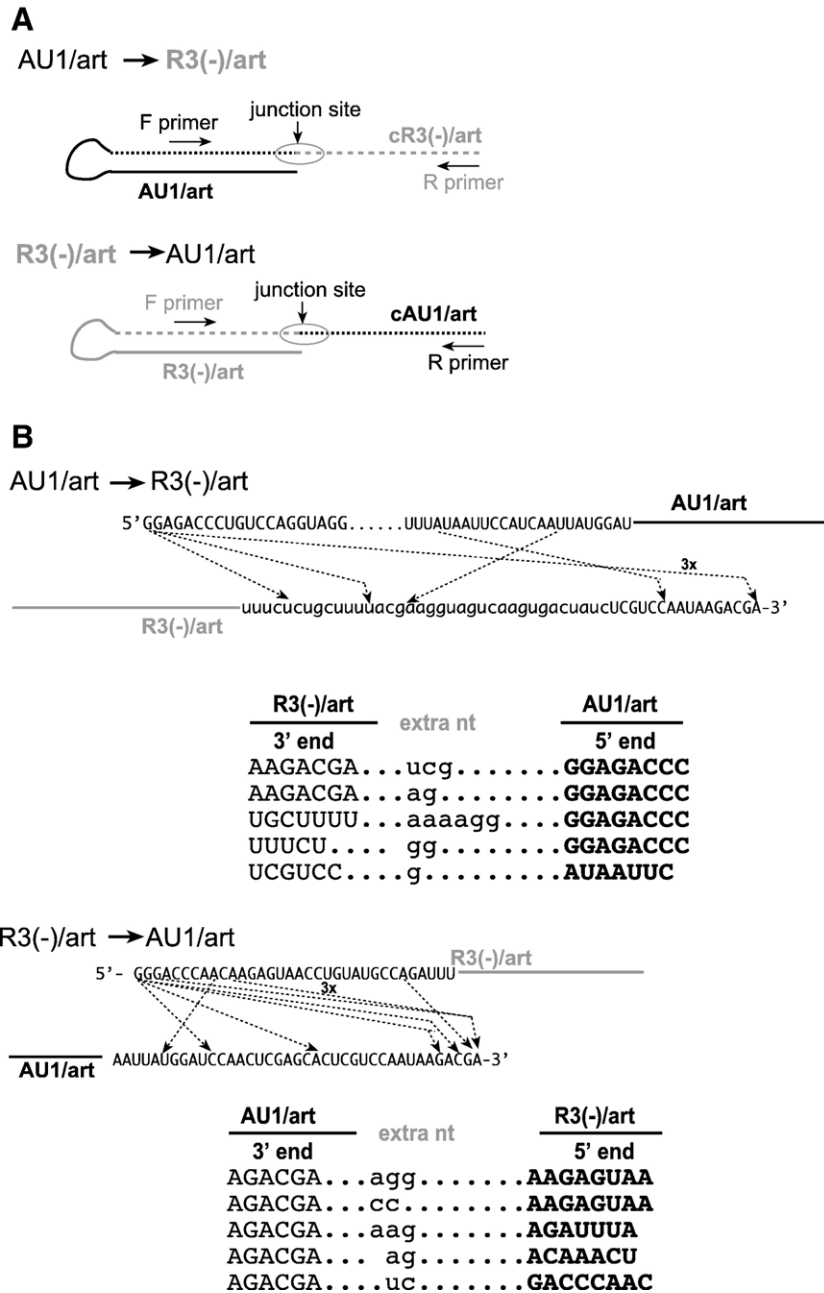 A
AU1/art → R3(-)/art
junction site
F primer
cR3(-)/art
R primer
AU1/art
R3(-)/art → AU1/art
junction site
F primer
cAU1/art
R primer
R3(-)/art
B
AU1/art → R3(-)/art
AU1/art
5'GGAGACCCUGUCCAGGUAGG......UUUAUAAUUCCAUCAAUUAUGGAU
3x
uuucucugcuuuuacgaagguagucaagugacuaucUCGUCCAAUAAGACGA-3'
R3(-)/art
R3(-)/art extra nt AU1/art
3' end 5' end
AAGACGA...ucg.......GGAGACCC
AAGACGA...ag........GGAGACCC
UGCUUUU...aaaagg....GGAGACCC
UUUCU.... gg........GGAGACCC
UCGUCC....g.........AUAAUUC
R3(-)/art → AU1/art
R3(-)/art
5'- GGGACCCAACAAGAGUAACCUGUAUGCCAGAUUU
3x
AAUUAUGGAUCCAACUCGAGCACUCGUCCAAUAAGACGA-3'
AU1/art
AU1/art extra nt R3(-)/art
3' end 5' end
AGACGA...agg.......AAGAGUAA
AGACGA...cc........AAGAGUAA
AGACGA...aag.......AGAUUUA
AGACGA... ag.......ACAAACU
AGACGA....uc.......GACCCAAC